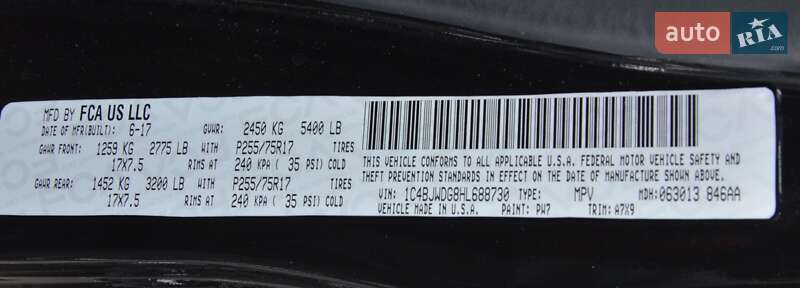 auto RIA
MFD BY FCA US LLC
DATE OF MFR(BUILT): 6-17 GVWR: 2450 KG 5400 LB
GAWR FRONT: 1259 KG 2775 LB WITH P255/75R17 TIRES
17X7.5 RIMS AT 240 KPA ( 35 PSI) COLD
GAWR REAR: 1452 KG 3200 LB WITH P255/75R17 TIRES
17X7.5 RIMS AT 240 KPA ( 35 PSI) COLD
THIS VEHICLE CONFORMS TO ALL APPLICABLE U.S.A. FEDERAL MOTOR VEHICLE SAFETY AND
THEFT PREVENTION STANDARDS IN EFFECT ON THE DATE OF MANUFACTURE SHOWN ABOVE.
VIN: 1C4BJWDG8HL688730 TYPE: MPV MDH: 063013 846AA
VEHICLE MADE IN U.S.A. PAINT: PW7 TRIM: A7X9